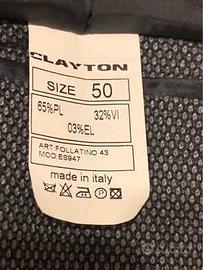 CLAYTON
SIZE 50
65%PL 32%VI
03%EL
ART.FOLLATINO 43
MOD.ES947
made in italy